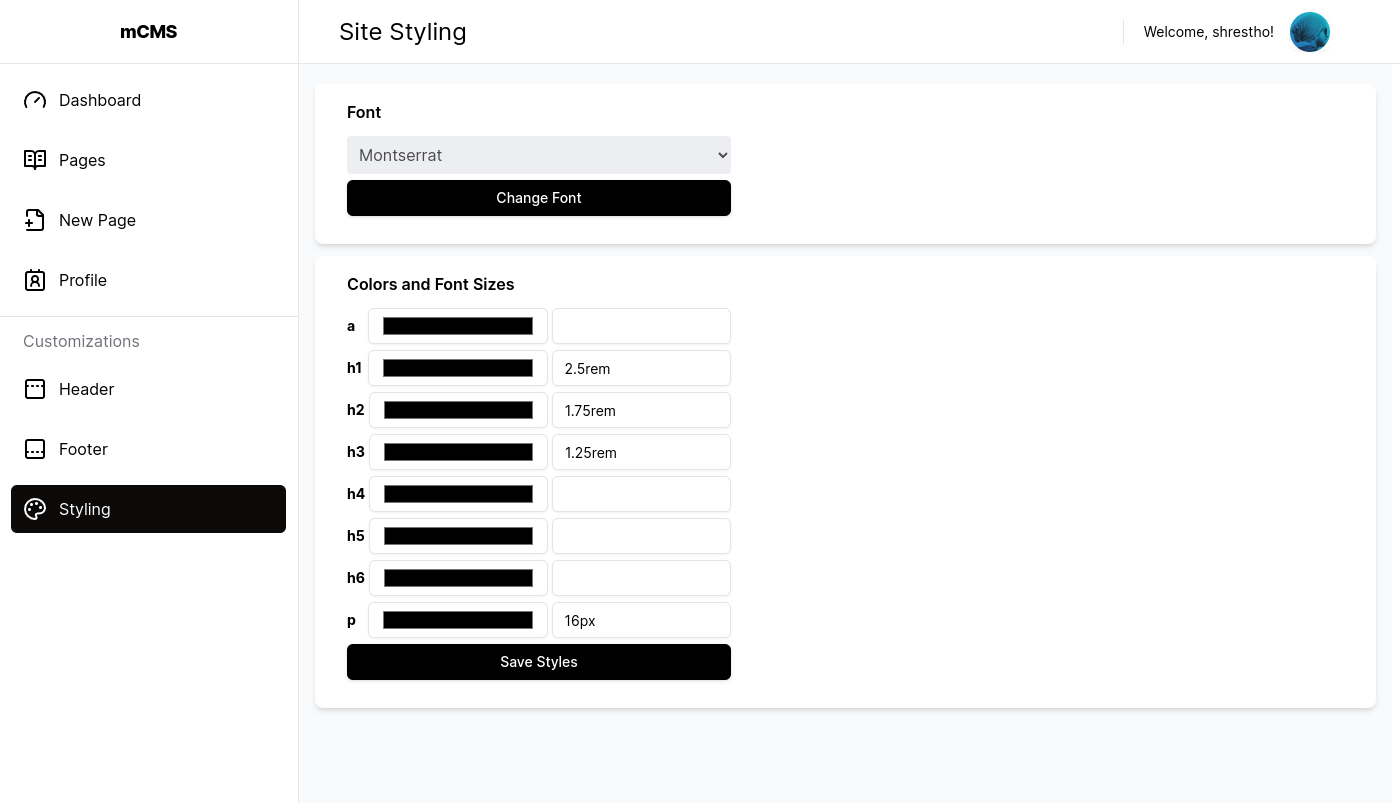 mCMS
Site Styling
Welcome, shrestho!
Dashboard
Pages
New Page
Profile
Customizations
Header
Footer
Styling
Font
Montserrat
Change Font
Colors and Font Sizes
a
h1 2.5rem
h2 1.75rem
h3 1.25rem
h4
h5
h6
p 16px
Save Styles